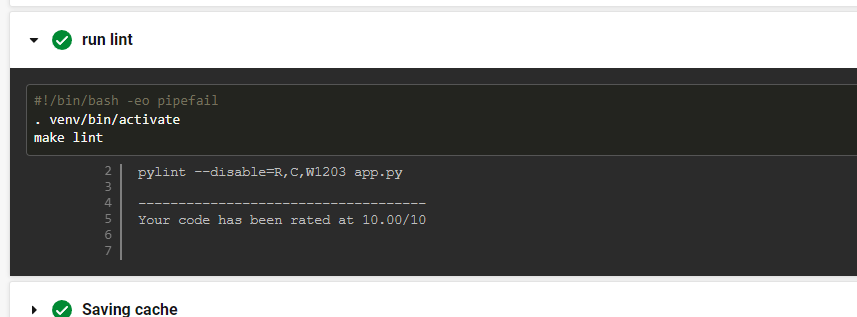 run lint
#!/bin/bash -eo pipefail
. venv/bin/activate
make lint
2 pylint --disable=R,C,W1203 app.py
3
4 ------------------------------------
5 Your code has been rated at 10.00/10
6
7
Saving cache